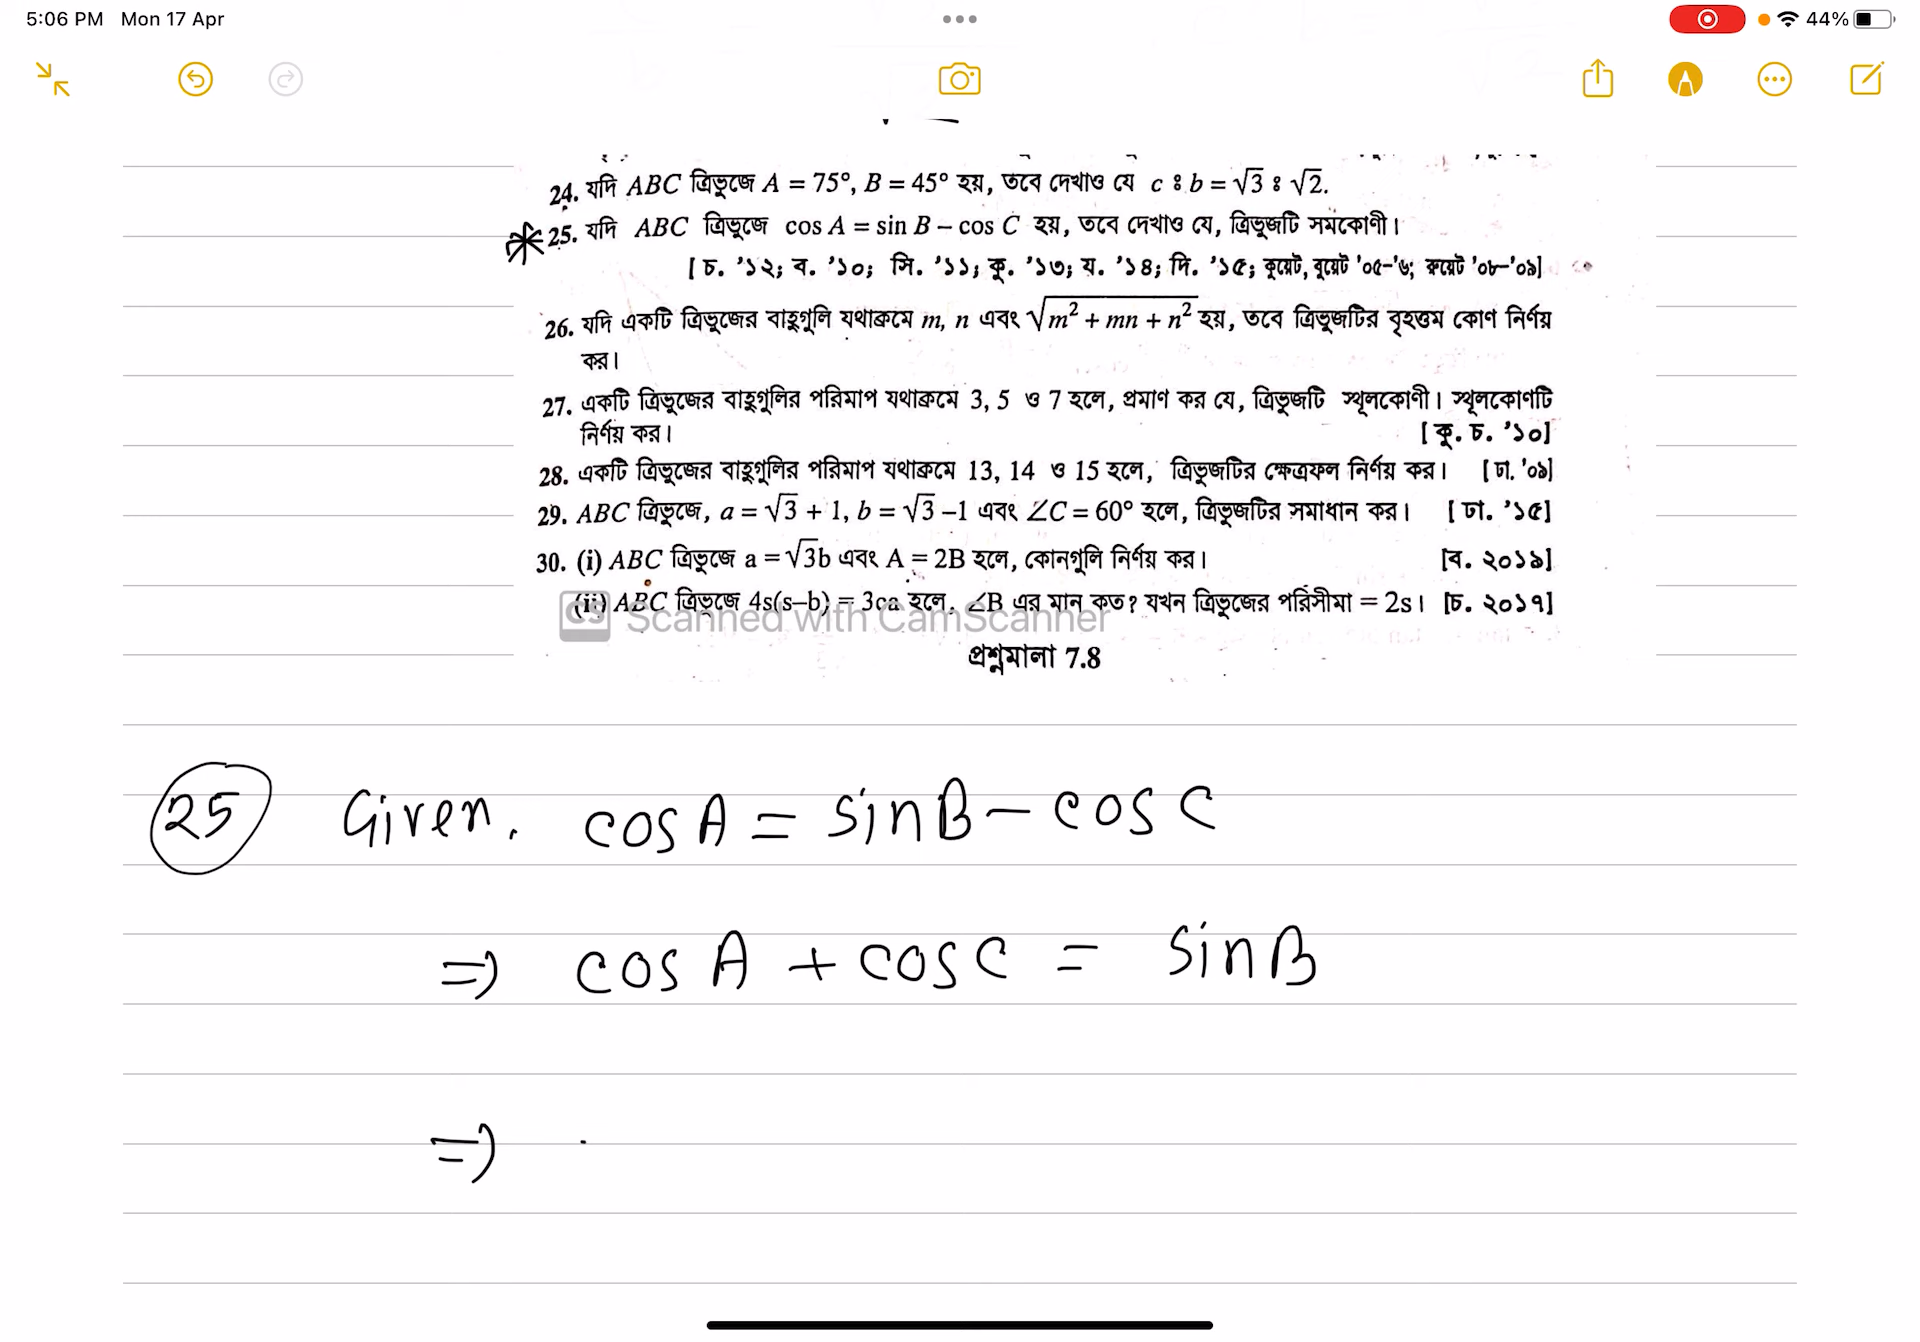 5:06 PM Mon 17 Apr
44%
24. যদি ABC ত্রিভুজে A = 75°, B = 45° হয়, তবে দেখাও যে c ঃ b = √3 ঃ √2.
25. যদি ABC ত্রিভুজে cos A = sin B – cos C হয়, তবে দেখাও যে, ত্রিভুজটি সমকোণী।
[ চ. '১২; ব. '১০; সি. '১১; কু. '১৩; য. '১৪; দি. '১৫; কুয়েট, বুয়েট '০৫–'৬; রুয়েট '০৮–'০৯]
26. যদি একটি ত্রিভুজের বাহুগুলি যথাক্রমে m, n এবং √m² + mn + n² হয়, তবে ত্রিভুজটির বৃহত্তম কোণ নির্ণয়
কর।
27. একটি ত্রিভুজের বাহুগুলির পরিমাপ যথাক্রমে 3, 5 ও 7 হলে, প্রমাণ কর যে, ত্রিভুজটি স্থূলকোণী। স্থূলকোণটি
নির্ণয় কর। [ কু. চ. '১০]
28. একটি ত্রিভুজের বাহুগুলির পরিমাপ যথাক্রমে 13, 14 ও 15 হলে, ত্রিভুজটির ক্ষেত্রফল নির্ণয় কর। [ ঢা. '০৯]
29. ABC ত্রিভুজে, a = √3 + 1, b = √3 –1 এবং ∠C = 60° হলে, ত্রিভুজটির সমাধান কর। [ ঢা. '১৫]
30. (i) ABC ত্রিভুজে a = √3b এবং A = 2B হলে, কোনগুলি নির্ণয় কর। [ব. ২০১৯]
(ii) ABC ত্রিভুজে 4s(s–b) = 3ca হলে, ∠B এর মান কত? যখন ত্রিভুজের পরিসীমা = 2s। [চ. ২০১৭]
CS Scanned with CamScanner
প্রশ্নমালা 7.8
25 Given, cos A = sin B – cos C
=> cos A + cos C = sin B
=>